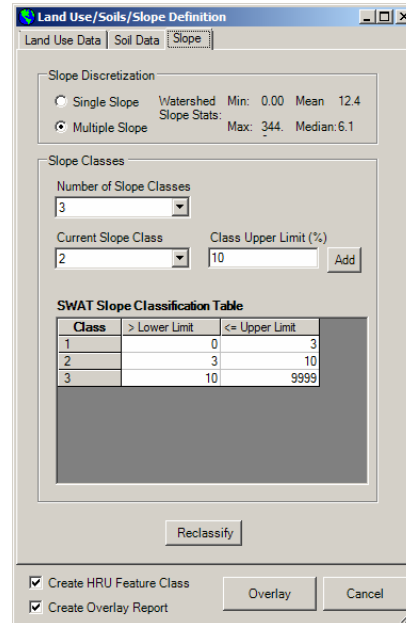 Land Use/Soils/Slope Definition
Land Use Data Soil Data Slope
Slope Discretization
Single Slope Watershed Min: 0.00 Mean 12.4
Slope Stats:
Multiple Slope Max: 344. Median: 6.1
Slope Classes
Number of Slope Classes
3
Current Slope Class Class Upper Limit (%)
2 10 Add
SWAT Slope Classification Table
Class > Lower Limit <= Upper Limit
1 0 3
2 3 10
3 10 9999
Reclassify
Create HRU Feature Class
Create Overlay Report
Overlay Cancel